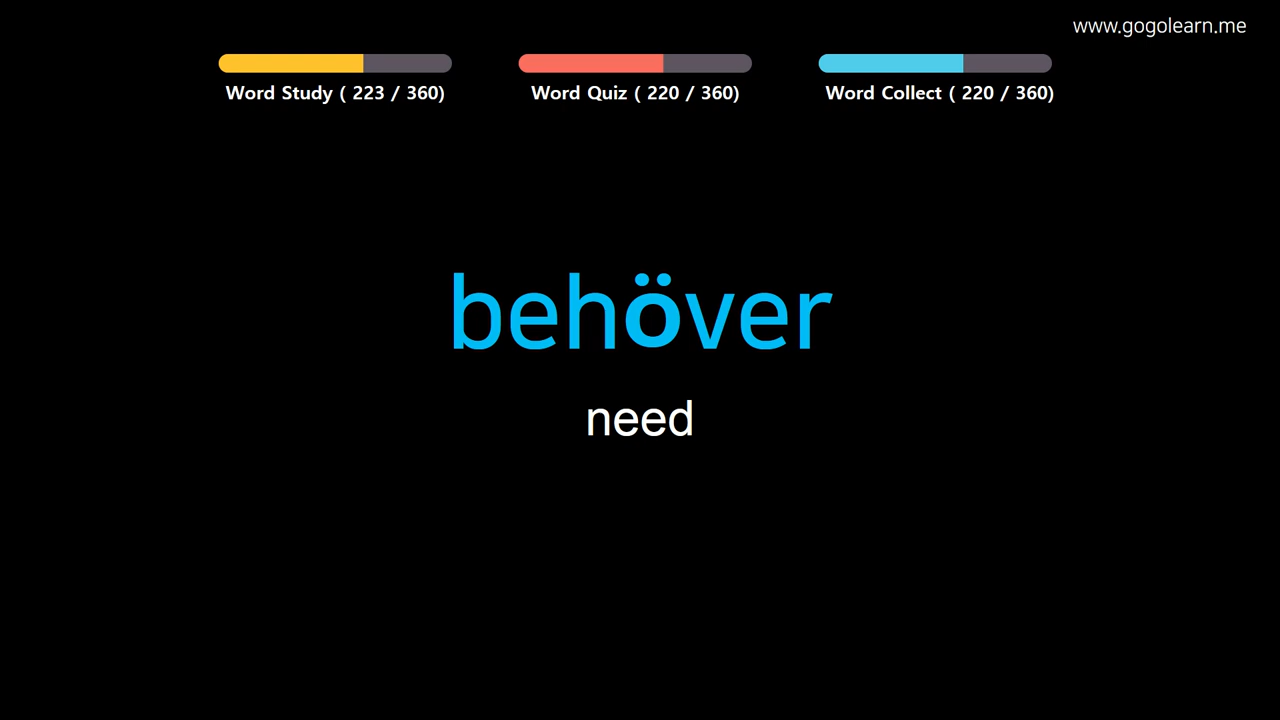 www.gogolearn.me
Word Study ( 223 / 360)
Word Quiz ( 220 / 360)
Word Collect ( 220 / 360)
behöver
need